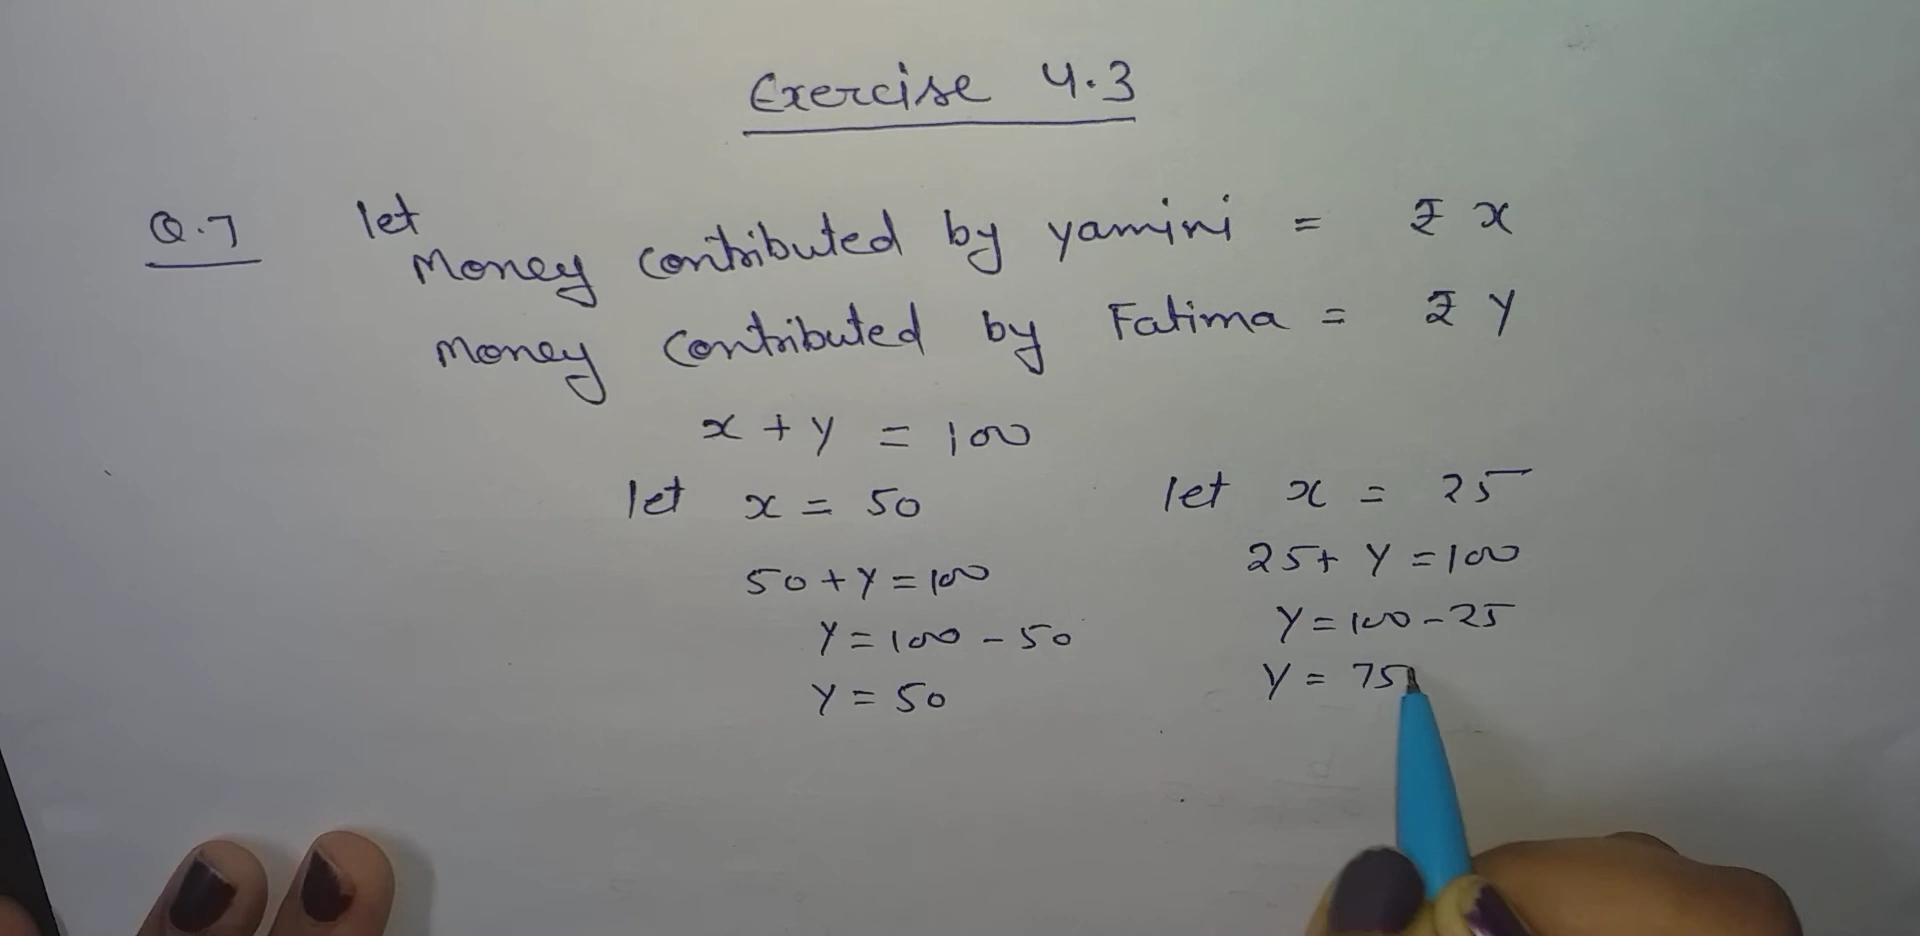 Exercise 4.3
Q.7 let
Money contributed by yamini = ₹ x
Money contributed by Fatima = ₹ y
x + y = 100
let x = 50
50 + y = 100
y = 100 - 50
y = 50
let x = 25
25 + y = 100
y = 100 - 25
y = 75